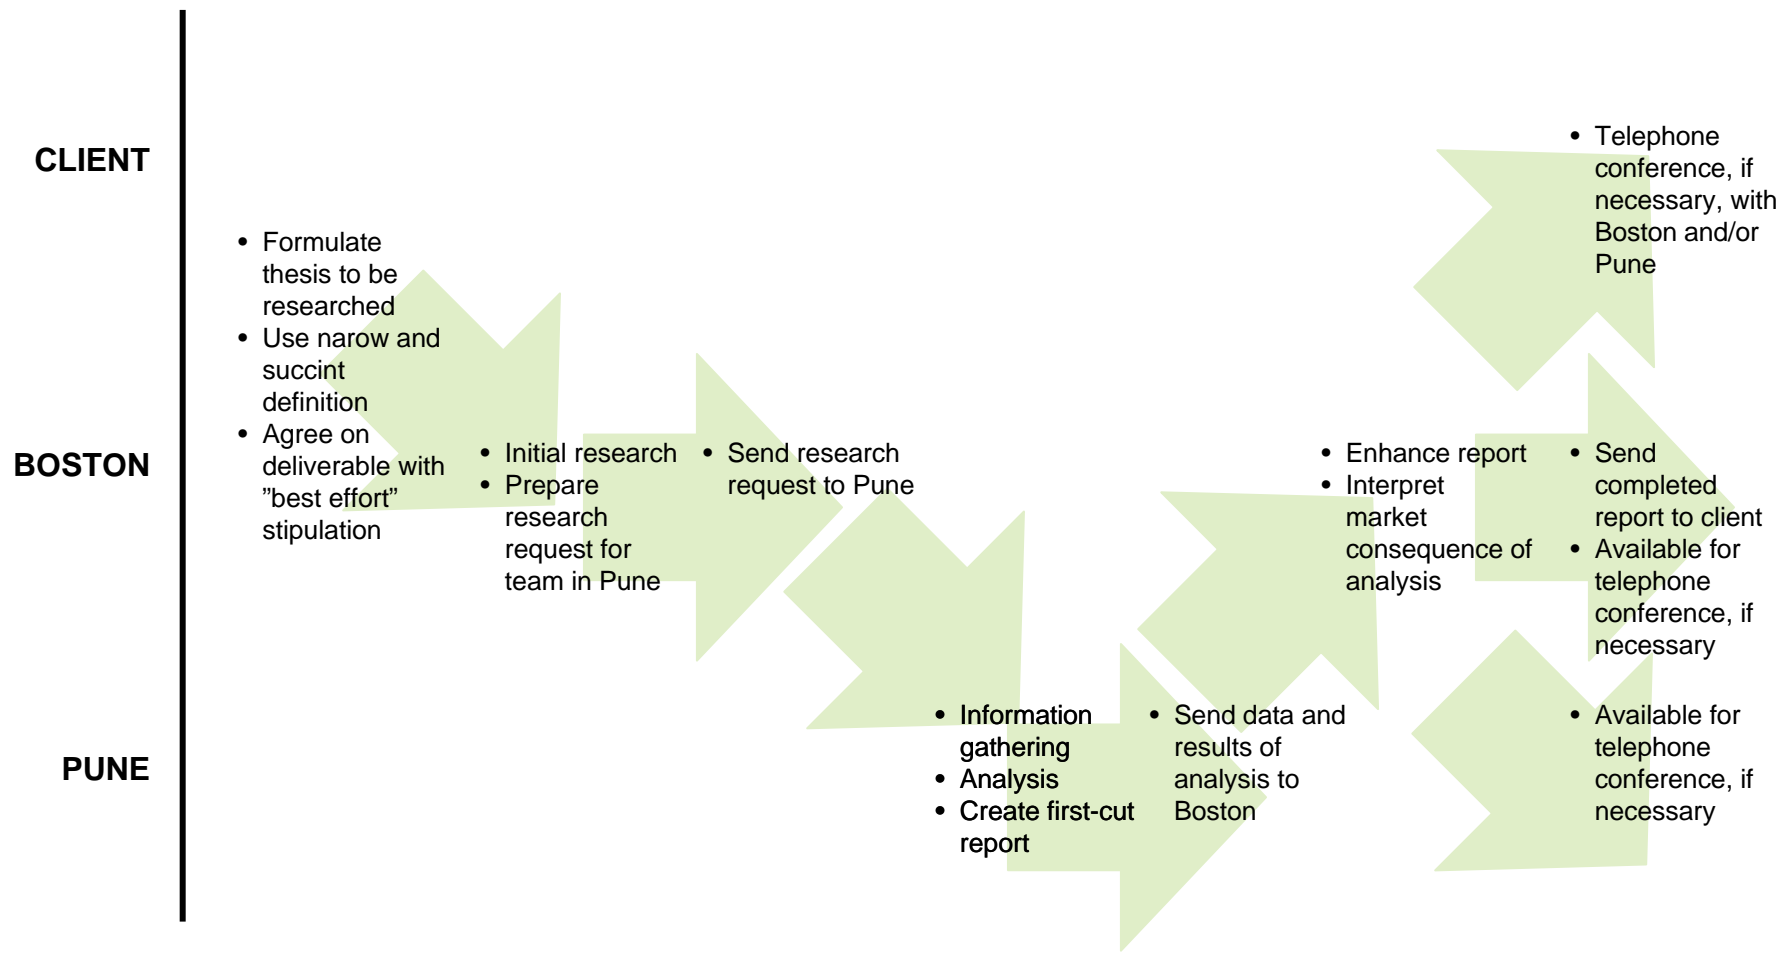 CLIENT
• Telephone
conference, if
necessary, with
Boston and/or
Pune
• Formulate
thesis to be
researched
• Use narow and
succint
definition
• Agree on
deliverable with
”best effort”
stipulation
BOSTON
• Initial research
• Prepare
research
request for
team in Pune
• Send research
request to Pune
• Enhance report
• Interpret
market
consequence of
analysis
• Send
completed
report to client
• Available for
telephone
conference, if
necessary
PUNE
• Information
gathering
• Analysis
• Create first-cut
report
• Send data and
results of
analysis to
Boston
• Available for
telephone
conference, if
necessary